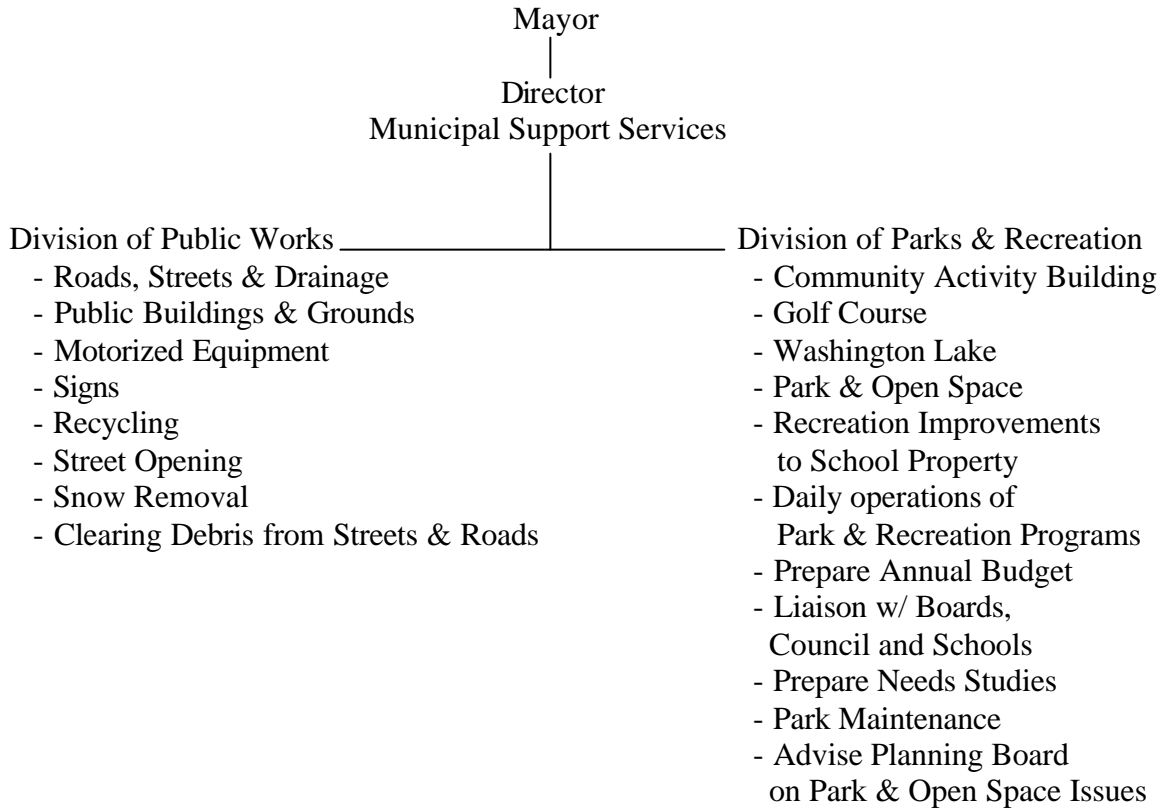 Mayor
Director
Municipal Support Services
Division of Public Works
- Roads, Streets & Drainage
- Public Buildings & Grounds
- Motorized Equipment
- Signs
- Recycling
- Street Opening
- Snow Removal
- Clearing Debris from Streets & Roads
Division of Parks & Recreation
- Community Activity Building
- Golf Course
- Washington Lake
- Park & Open Space
- Recreation Improvements
to School Property
- Daily operations of
Park & Recreation Programs
- Prepare Annual Budget
- Liaison w/ Boards,
Council and Schools
- Prepare Needs Studies
- Park Maintenance
- Advise Planning Board
on Park & Open Space Issues